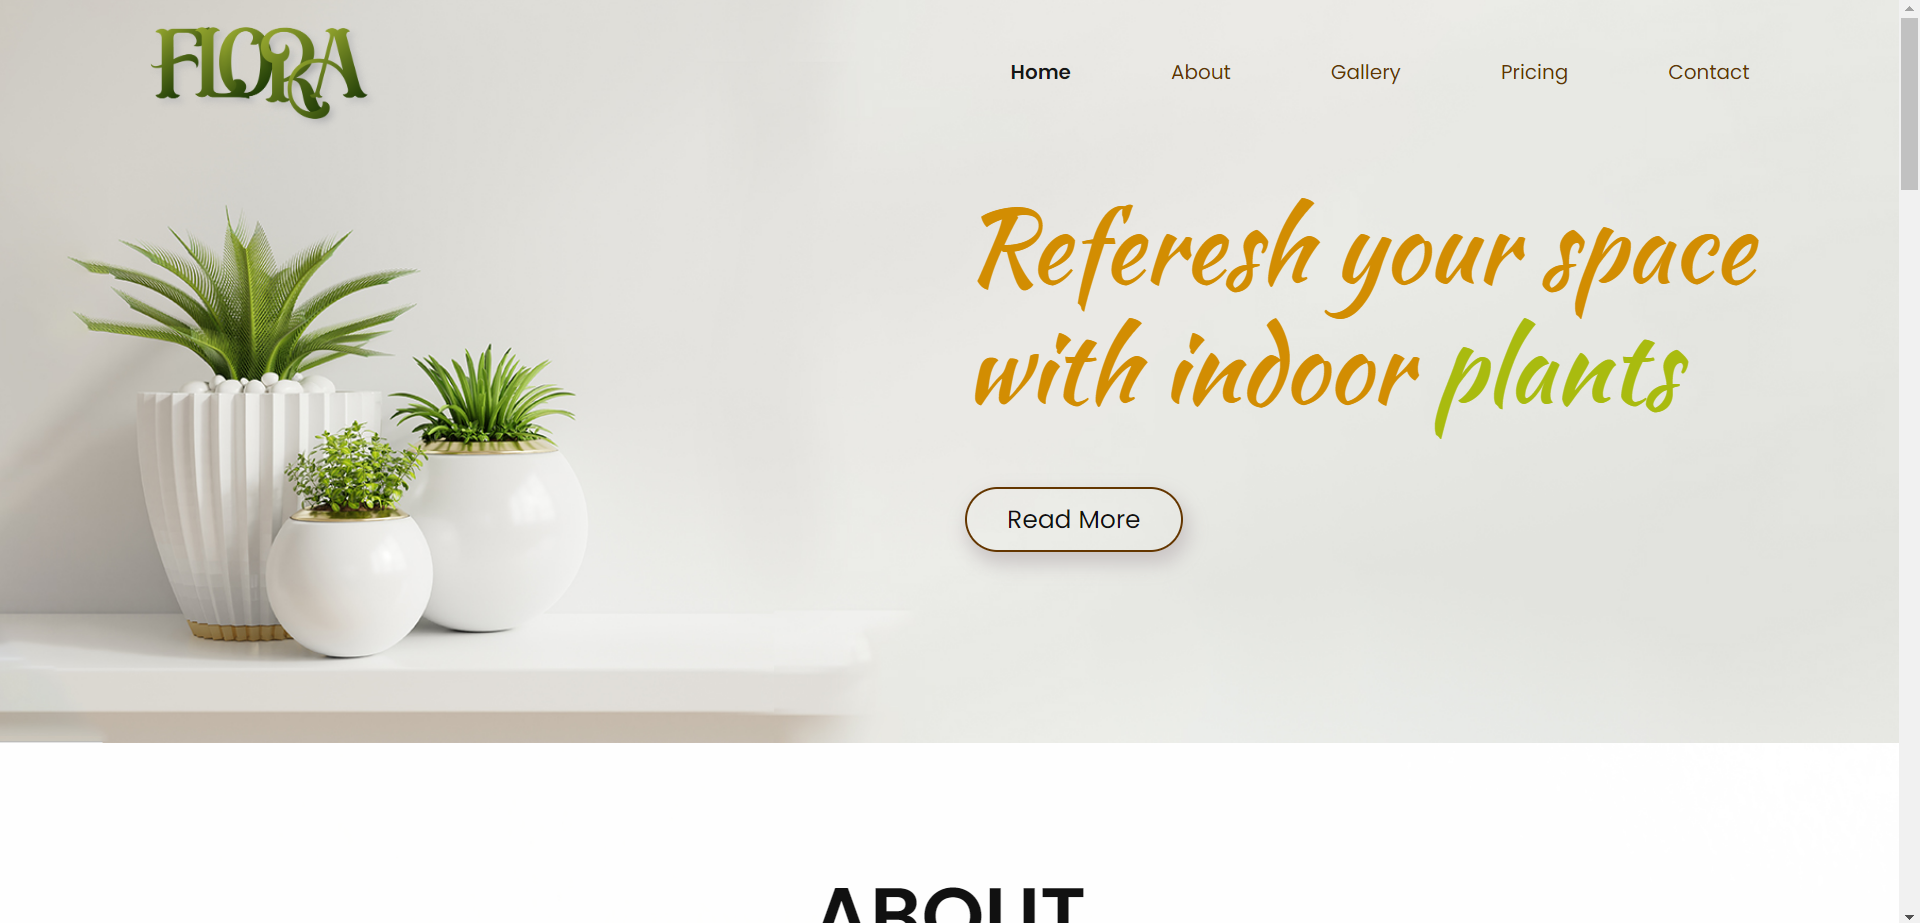 FLORA
Home About Gallery Pricing Contact
Referesh your space
with indoor plants
Read More
ABOUT